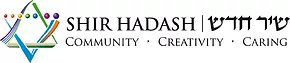 SHIR HADASH | שיר חדש
COMMUNITY · CREATIVITY · CARING